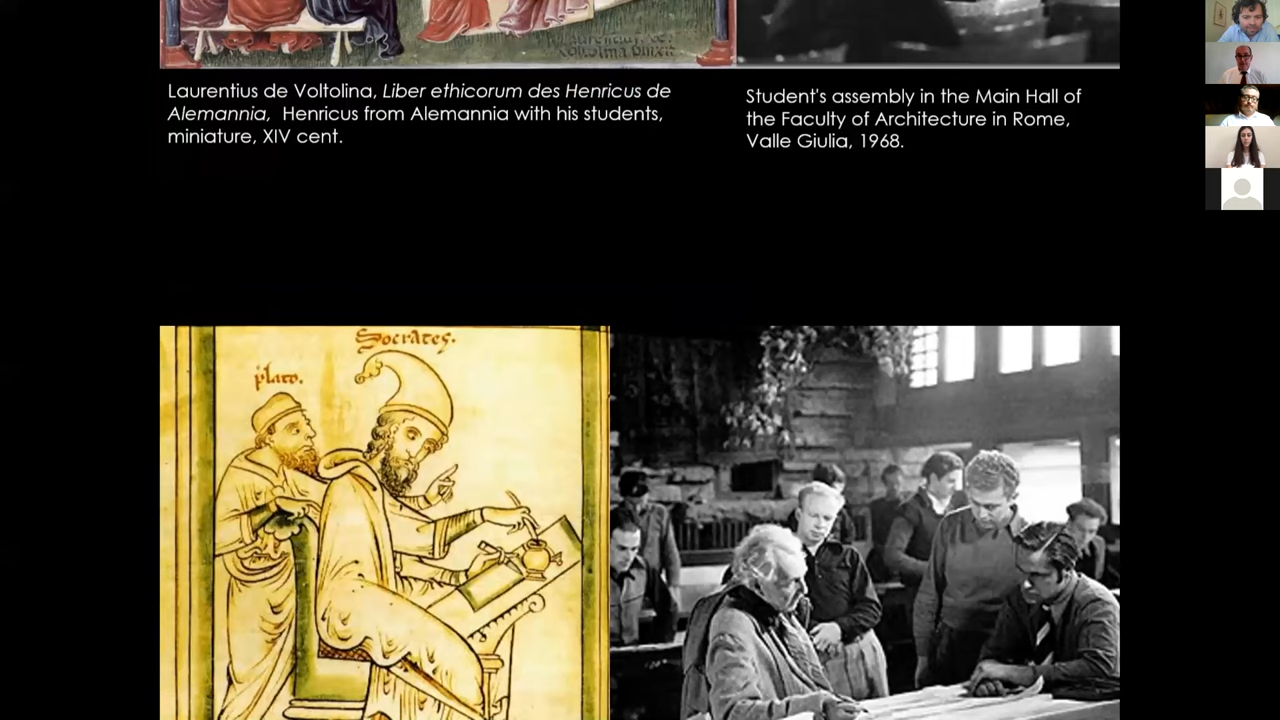 Laurentius de Voltolina, Liber ethicorum des Henricus de
Alemannia, Henricus from Alemannia with his students,
miniature, XIV cent.
Student's assembly in the Main Hall of
the Faculty of Architecture in Rome,
Valle Giulia, 1968.
Socrates.
plato.